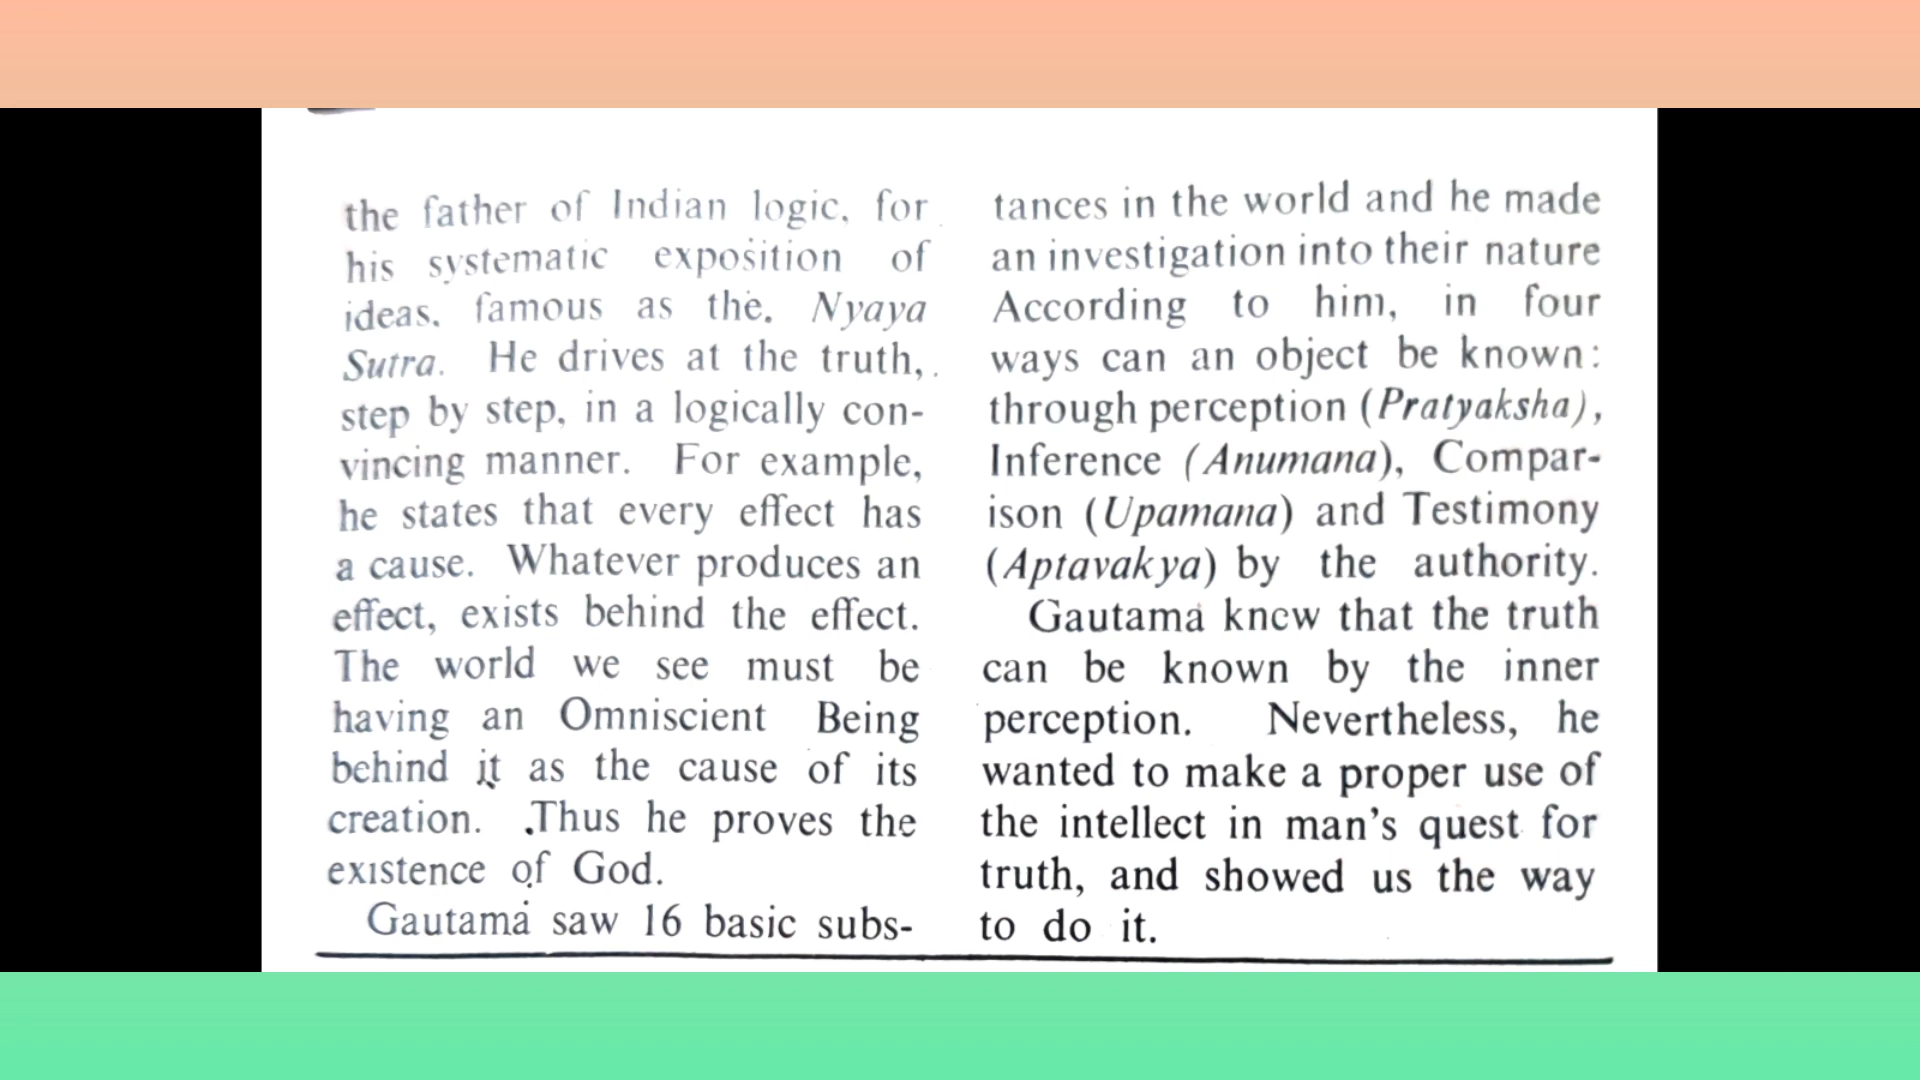 the father of Indian logic, for
his systematic exposition of
ideas, famous as the, Nyaya
Sutra. He drives at the truth,
step by step, in a logically con-
vincing manner. For example,
he states that every effect has
a cause. Whatever produces an
effect, exists behind the effect.
The world we see must be
having an Omniscient Being
behind it as the cause of its
creation. Thus he proves the
existence of God.
Gautama saw 16 basic subs-
tances in the world and he made
an investigation into their nature
According to him, in four
ways can an object be known:
through perception (Pratyaksha),
Inference (Anumana), Compar-
ison (Upamana) and Testimony
(Aptavakya) by the authority.
Gautama knew that the truth
can be known by the inner
perception. Nevertheless, he
wanted to make a proper use of
the intellect in man's quest for
truth, and showed us the way
to do it.